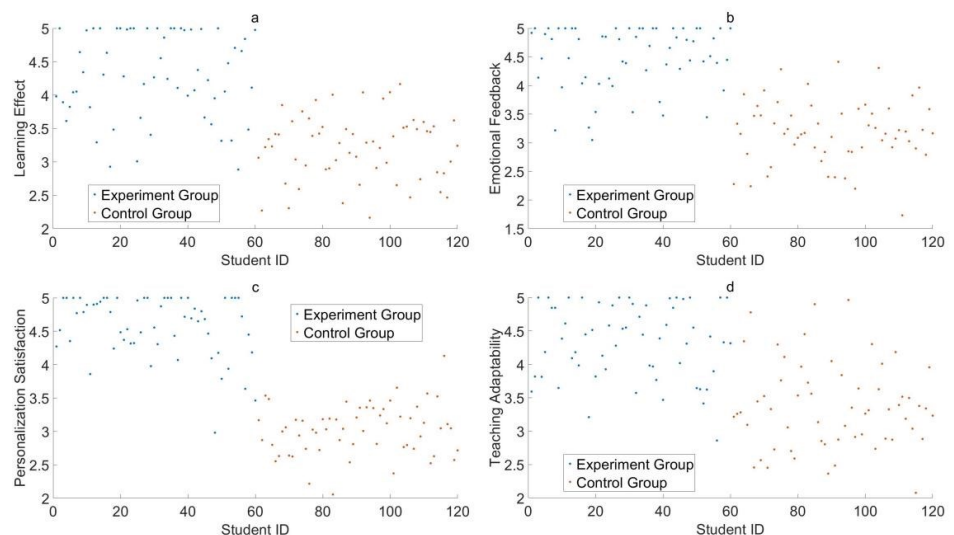 a
5
4.5
4
3.5
3
2.5
2
0
20
40
60
80
100
120
Learning Effect
Student ID
Experiment Group
Control Group
b
5
4.5
4
3.5
3
2.5
2
1.5
0
20
40
60
80
100
120
Emotional Feedback
Student ID
Experiment Group
Control Group
c
5
4.5
4
3.5
3
2.5
2
0
20
40
60
80
100
120
Personalization Satisfaction
Student ID
Experiment Group
Control Group
d
5
4.5
4
3.5
3
2.5
2
0
20
40
60
80
100
120
Teaching Adaptability
Student ID
Experiment Group
Control Group